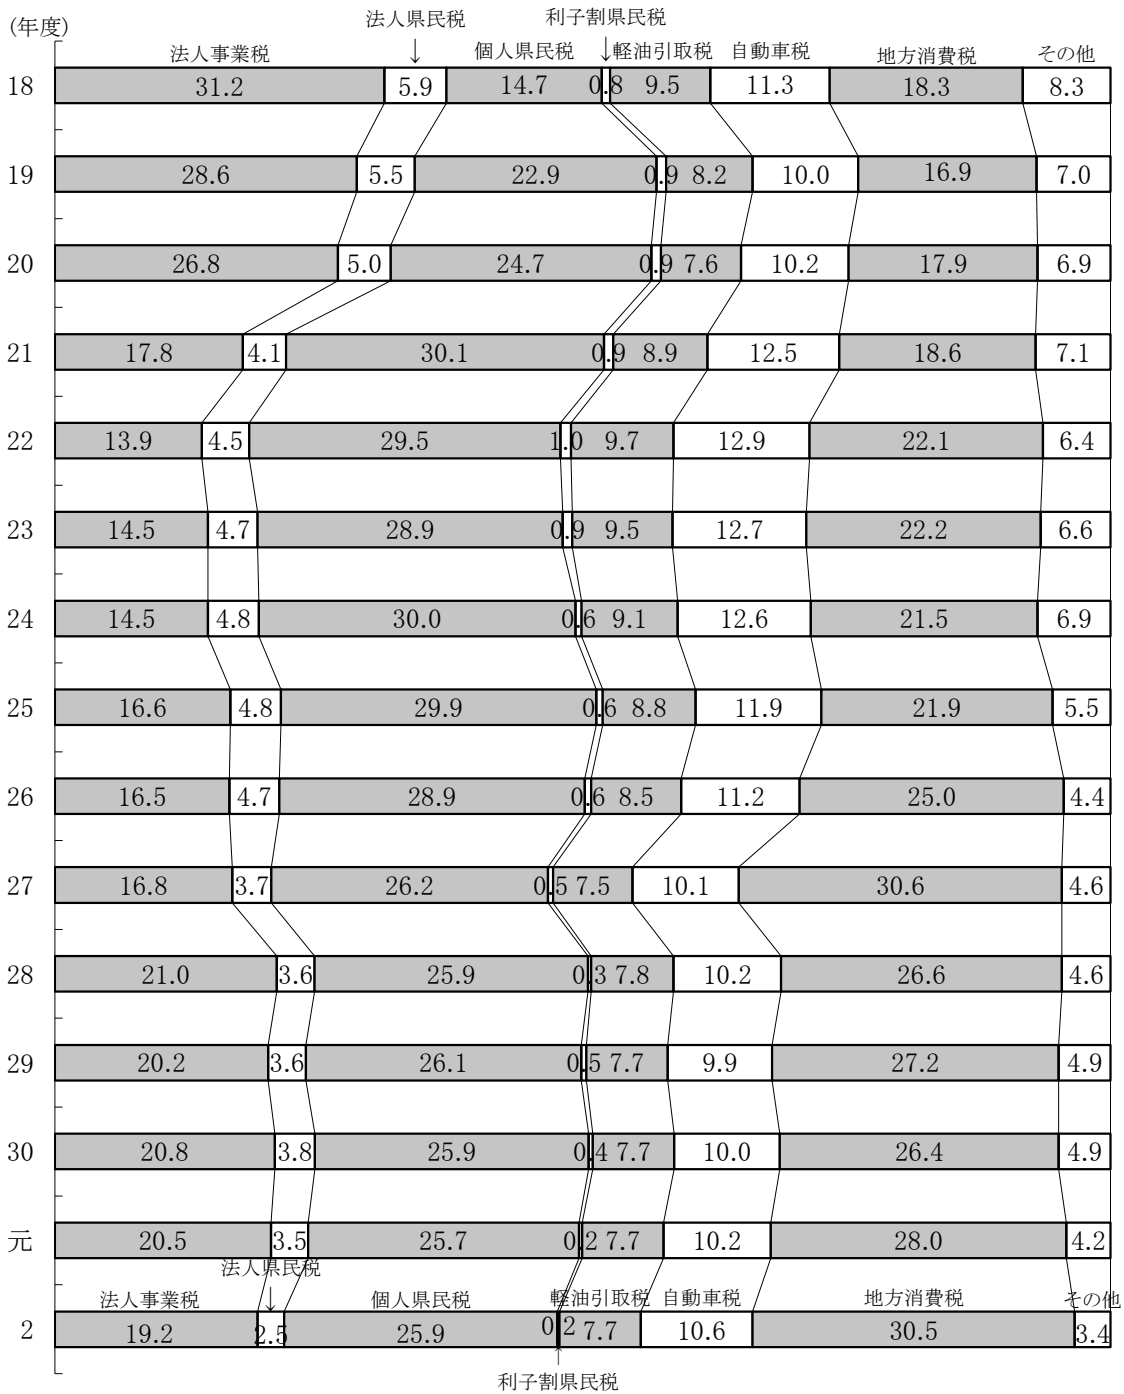 (年度)
法人県民税
利子割県民税
法人事業税 ↓ 個人県民税 ↓ 軽油引取税 自動車税 地方消費税 その他
18 31.2 5.9 14.7 0.8 9.5 11.3 18.3 8.3
19 28.6 5.5 22.9 0.9 8.2 10.0 16.9 7.0
20 26.8 5.0 24.7 0.9 7.6 10.2 17.9 6.9
21 17.8 4.1 30.1 0.9 8.9 12.5 18.6 7.1
22 13.9 4.5 29.5 1.0 9.7 12.9 22.1 6.4
23 14.5 4.7 28.9 0.9 9.5 12.7 22.2 6.6
24 14.5 4.8 30.0 0.6 9.1 12.6 21.5 6.9
25 16.6 4.8 29.9 0.6 8.8 11.9 21.9 5.5
26 16.5 4.7 28.9 0.6 8.5 11.2 25.0 4.4
27 16.8 3.7 26.2 0.5 7.5 10.1 30.6 4.6
28 21.0 3.6 25.9 0.3 7.8 10.2 26.6 4.6
29 20.2 3.6 26.1 0.5 7.7 9.9 27.2 4.9
30 20.8 3.8 25.9 0.4 7.7 10.0 26.4 4.9
元 20.5 3.5 25.7 0.2 7.7 10.2 28.0 4.2
法人県民税
法人事業税 ↓ 個人県民税 軽油引取税 自動車税 地方消費税 その他
2 19.2 2.5 25.9 0.2 7.7 10.6 30.5 3.4
↑
利子割県民税